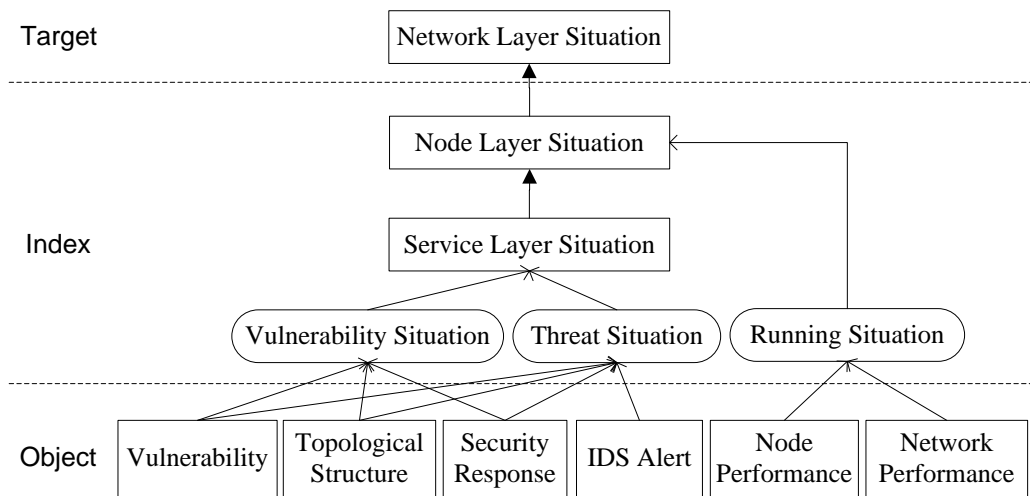 Target
Network Layer Situation
Node Layer Situation
Index
Service Layer Situation
Vulnerability Situation
Threat Situation
Running Situation
Object
Vulnerability
Topological
Structure
Security
Response
IDS Alert
Node
Performance
Network
Performance